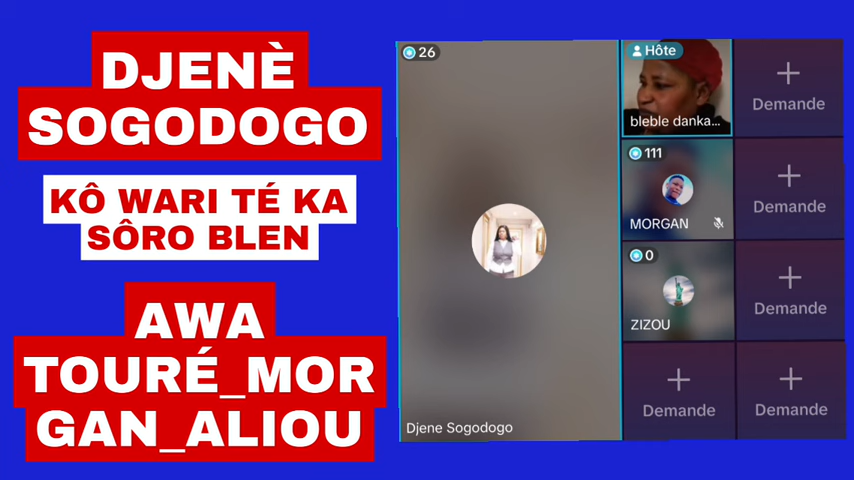 DJENÈ
SOGODOGO
KÔ WARI TÉ KA
SÔRO BLEN
AWA
TOURÉ_MOR
GAN_ALIOU
26
Djene Sogodogo
Hôte
bleble danka...
111
MORGAN
0
ZIZOU
Demande
Demande
Demande
Demande
Demande